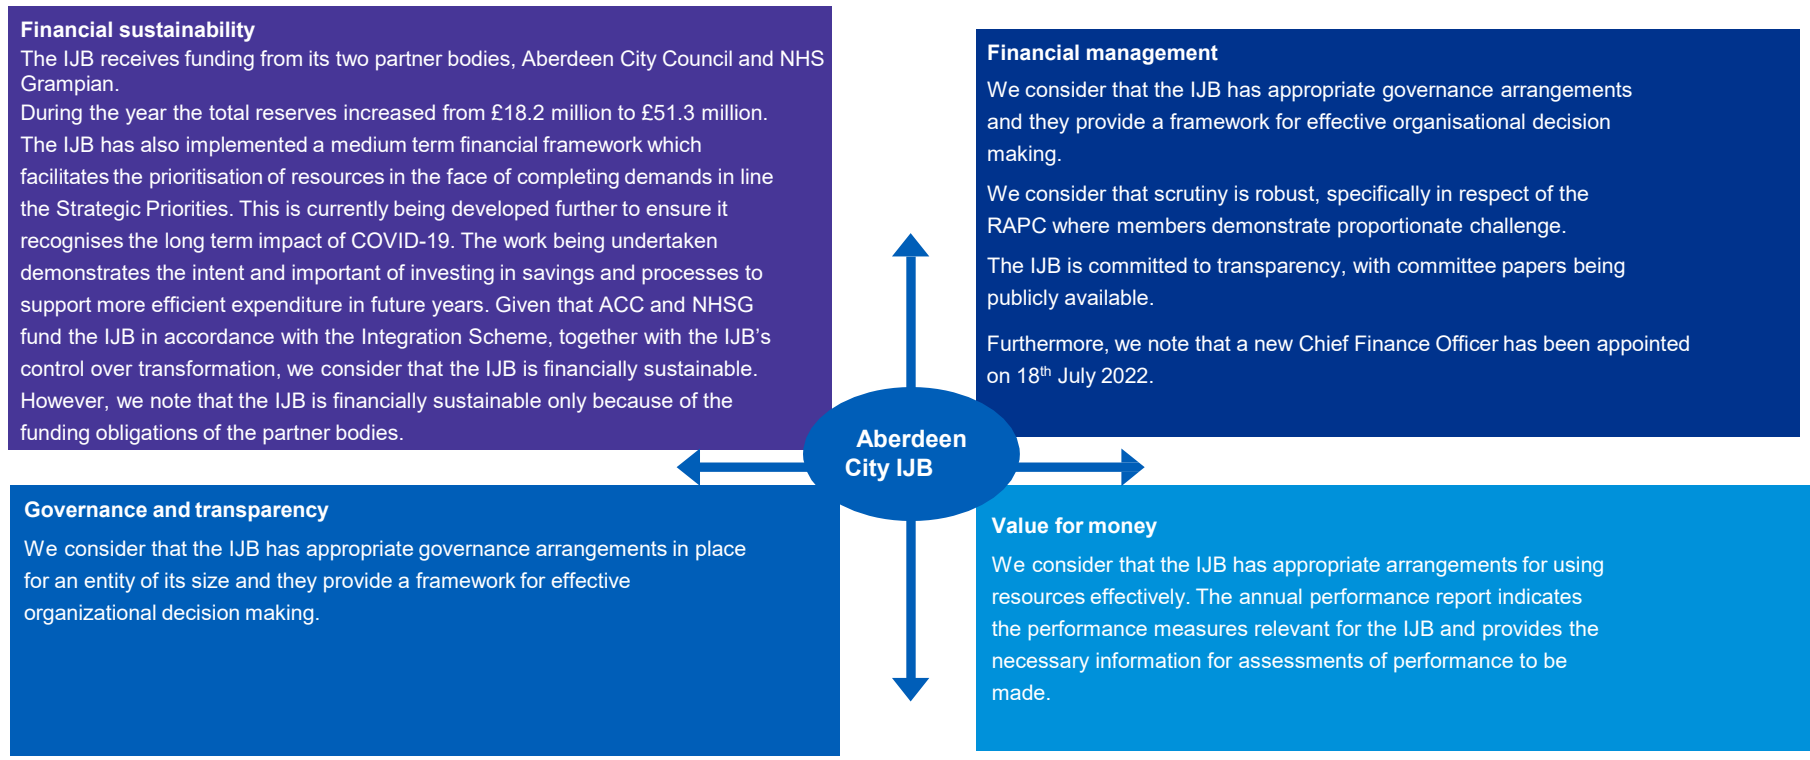 Financial sustainability
The IJB receives funding from its two partner bodies, Aberdeen City Council and NHS
Grampian.
During the year the total reserves increased from £18.2 million to £51.3 million.
The IJB has also implemented a medium term financial framework which
facilitates the prioritisation of resources in the face of completing demands in line
the Strategic Priorities. This is currently being developed further to ensure it
recognises the long term impact of COVID-19. The work being undertaken
demonstrates the intent and important of investing in savings and processes to
support more efficient expenditure in future years. Given that ACC and NHSG
fund the IJB in accordance with the Integration Scheme, together with the IJB’s
control over transformation, we consider that the IJB is financially sustainable.
However, we note that the IJB is financially sustainable only because of the
funding obligations of the partner bodies.
Financial management
We consider that the IJB has appropriate governance arrangements
and they provide a framework for effective organisational decision
making.
We consider that scrutiny is robust, specifically in respect of the
RAPC where members demonstrate proportionate challenge.
The IJB is committed to transparency, with committee papers being
publicly available.
Furthermore, we note that a new Chief Finance Officer has been appointed
on 18th July 2022.
Aberdeen
City IJB
Governance and transparency
We consider that the IJB has appropriate governance arrangements in place
for an entity of its size and they provide a framework for effective
organizational decision making.
Value for money
We consider that the IJB has appropriate arrangements for using
resources effectively. The annual performance report indicates
the performance measures relevant for the IJB and provides the
necessary information for assessments of performance to be
made.